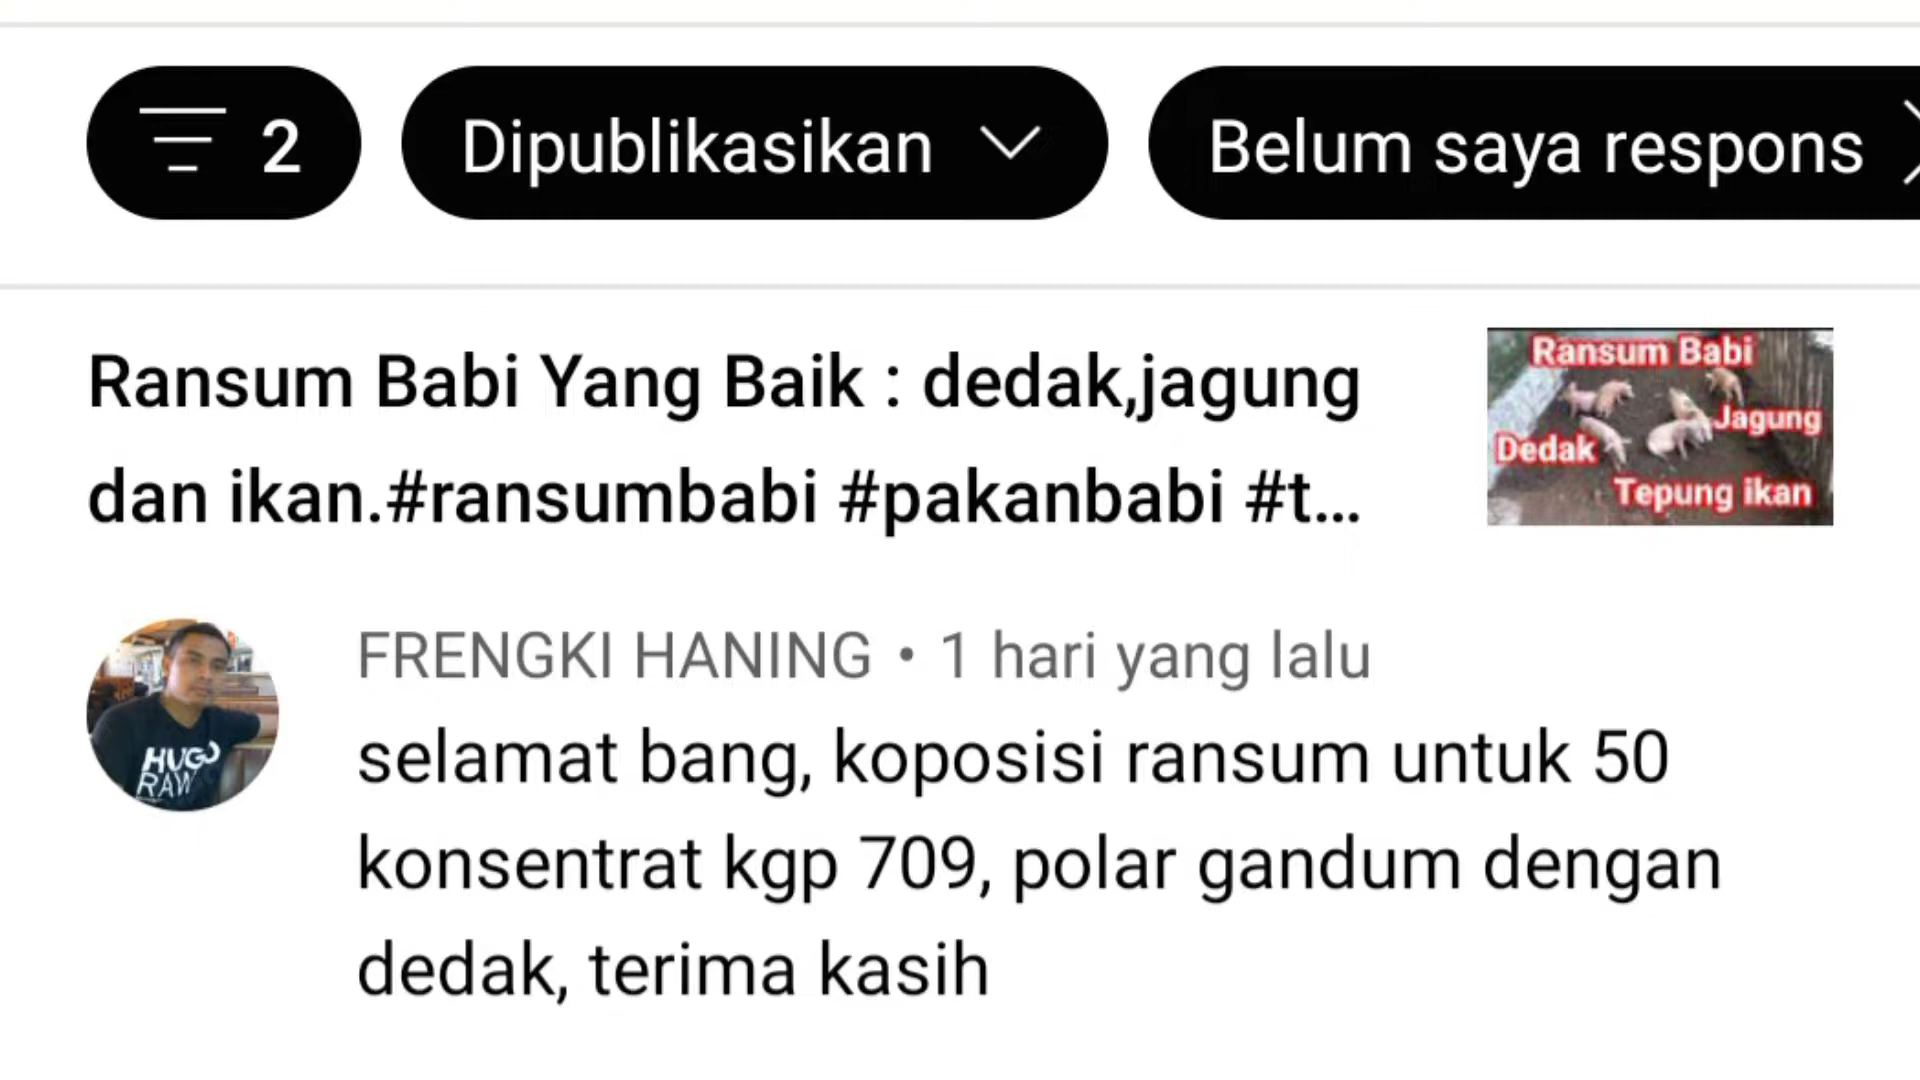 2 Dipublikasikan Belum saya respons
Ransum Babi Yang Baik : dedak,jagung
dan ikan.#ransumbabi #pakanbabi #t...
Ransum Babi
Jagung
Dedak
Tepung ikan
FRENGKI HANING • 1 hari yang lalu
selamat bang, koposisi ransum untuk 50
konsentrat kgp 709, polar gandum dengan
dedak, terima kasih
HUGO
RAW